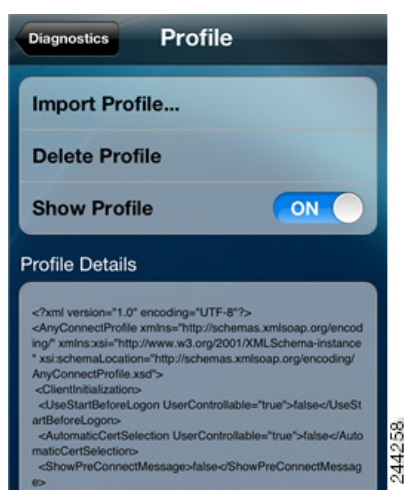 Diagnostics
Profile
Import Profile...
Delete Profile
Show Profile
ON
Profile Details
<?xml version="1.0" encoding="UTF-8"?>
<AnyConnectProfile xmlns="http://schemas.xmlsoap.org/encod
ing/" xmlns:xsi="http://www.w3.org/2001/XMLSchema-instance
" xsi:schemaLocation="http://schemas.xmlsoap.org/encoding/
AnyConnectProfile.xsd">
<ClientInitialization>
<UseStartBeforeLogon UserControllable="true">false</UseSt
artBeforeLogon>
<AutomaticCertSelection UserControllable="true">false</Auto
maticCertSelection>
<ShowPreConnectMessage>false</ShowPreConnectMessag
e>
244258